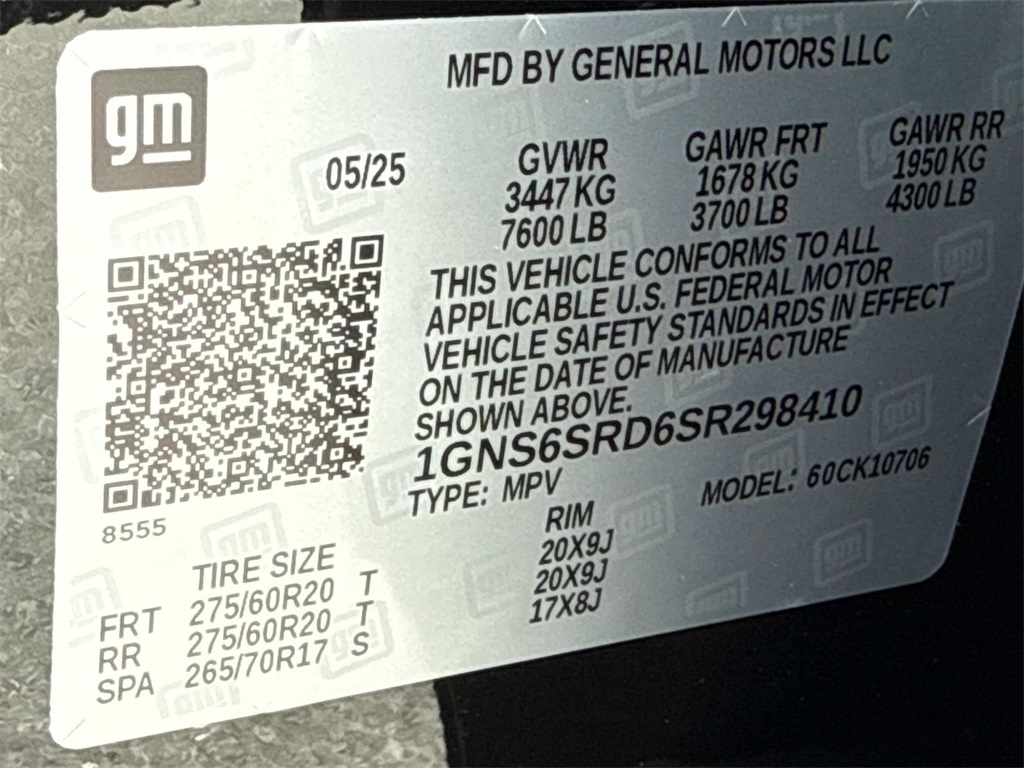 gm
MFD BY GENERAL MOTORS LLC
05/25
GVWR GAWR FRT GAWR RR
3447 KG 1678 KG 1950 KG
7600 LB 3700 LB 4300 LB
THIS VEHICLE CONFORMS TO ALL
APPLICABLE U.S. FEDERAL MOTOR
VEHICLE SAFETY STANDARDS IN EFFECT
ON THE DATE OF MANUFACTURE
SHOWN ABOVE.
1GNS6SRD6SR298410
TYPE: MPV MODEL: 60CK10706
8555
TIRE SIZE RIM
FRT 275/60R20 T 20X9J
RR 275/60R20 T 20X9J
SPA 265/70R17 S 17X8J